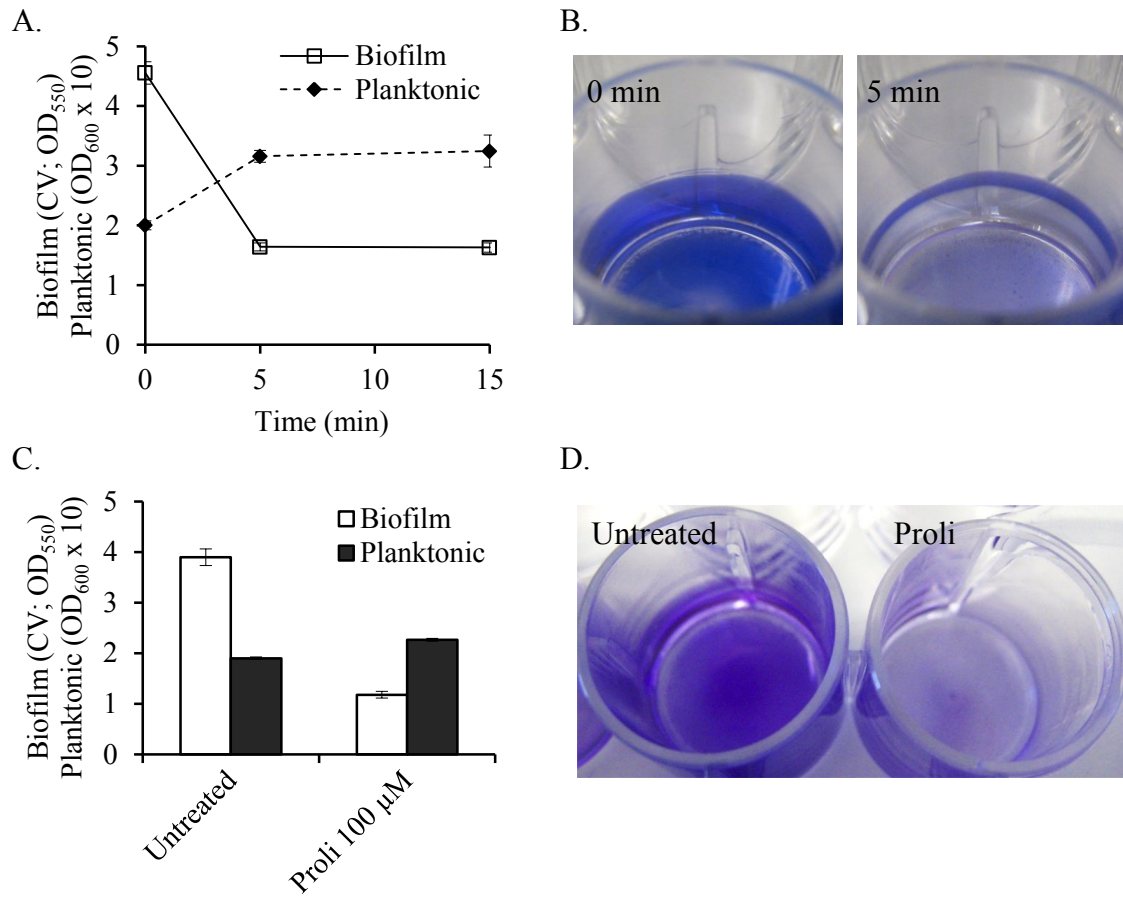 A.
Biofilm (CV; OD550)
Planktonic (OD600 x 10)
5
4
3
2
1
0
Biofilm
Planktonic
0
5
10
15
Time (min)
B.
0 min
5 min
C.
Biofilm (CV; OD550)
Planktonic (OD600 x 10)
5
4
3
2
1
0
Biofilm
Planktonic
Untreated
Proli 100 µM
D.
Untreated
Proli